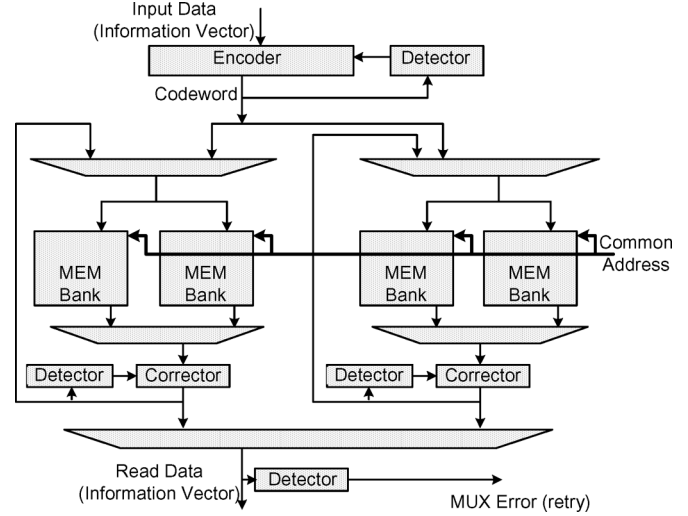 Input Data
(Information Vector)
Encoder
Detector
Codeword
MEM
Bank
MEM
Bank
MEM
Bank
MEM
Bank
Common
Address
Detector
Corrector
Detector
Corrector
Read Data
(Information Vector)
Detector
MUX Error (retry)